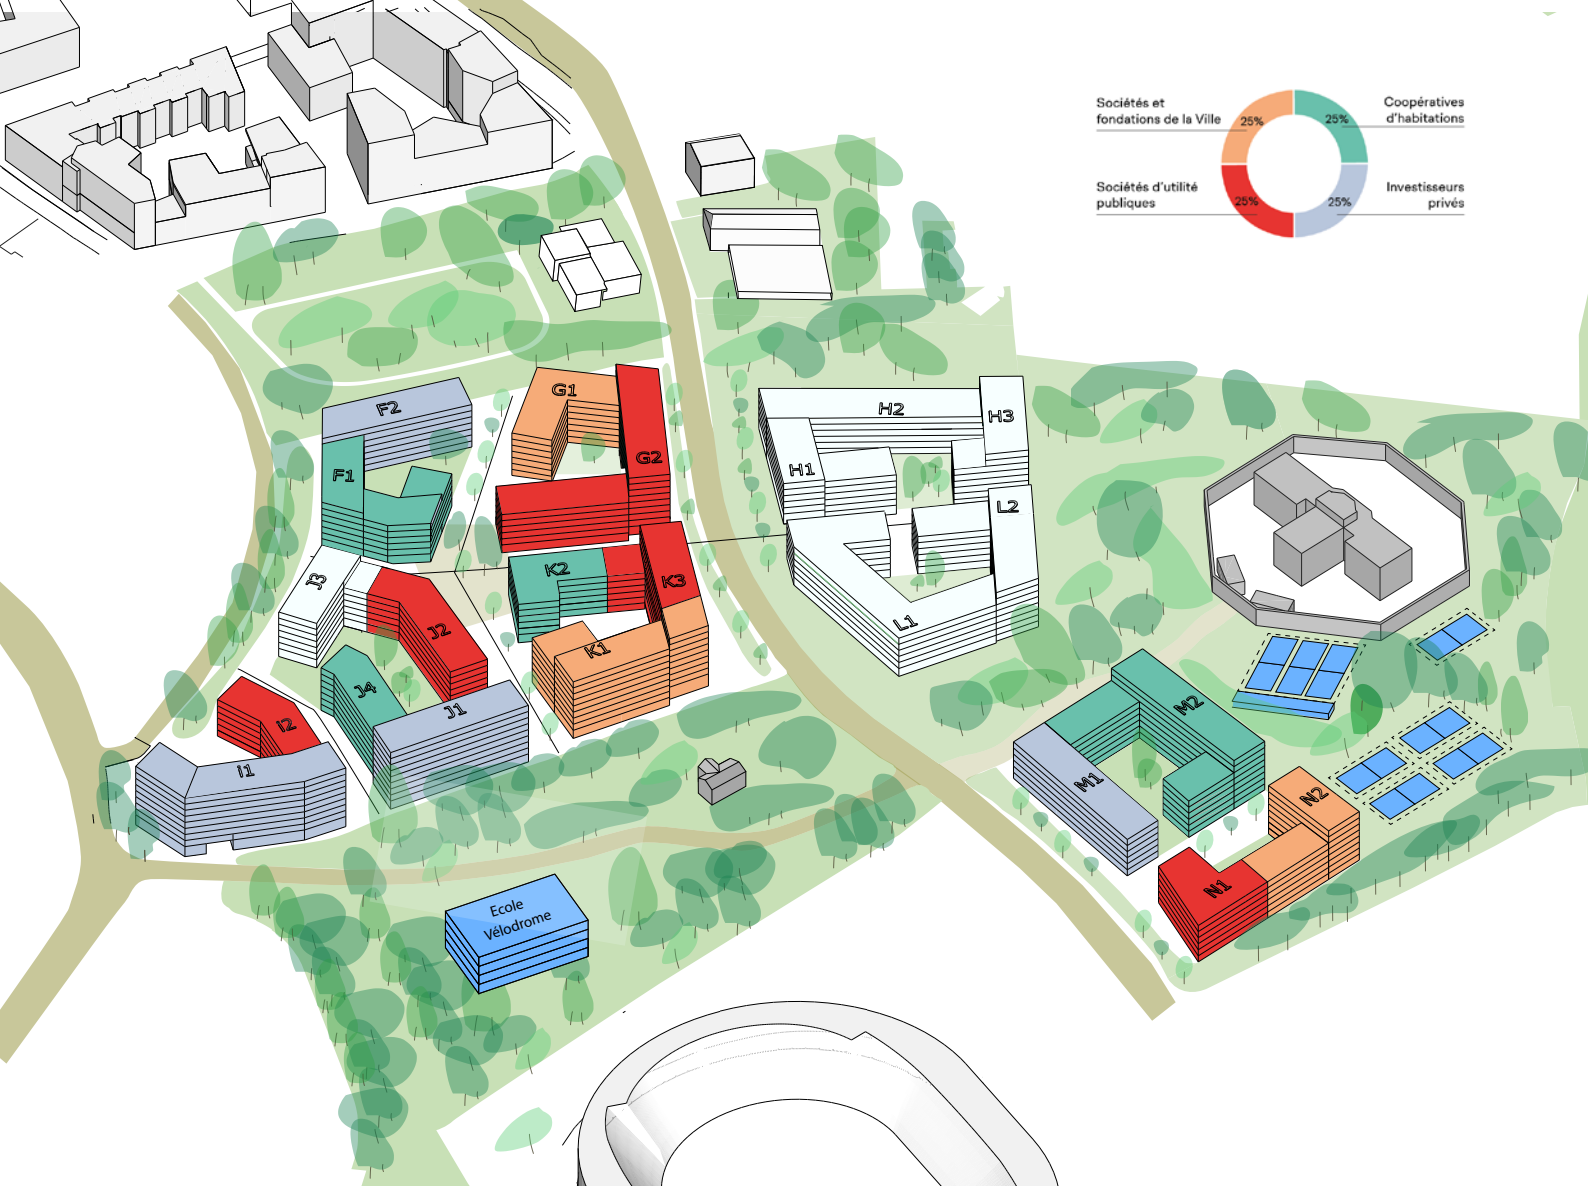 Sociétés et
fondations de la Ville
25%
25%
Coopératives
d'habitations
Sociétés d'utilité
publiques
25%
25%
Investisseurs
privés
F2
G1
H2
H3
F1
G2
H1
L2
J3
K2
K3
J2
L1
K1
J4
J1
I2
i1
M2
M1
N2
N1
Ecole
Vélodrome